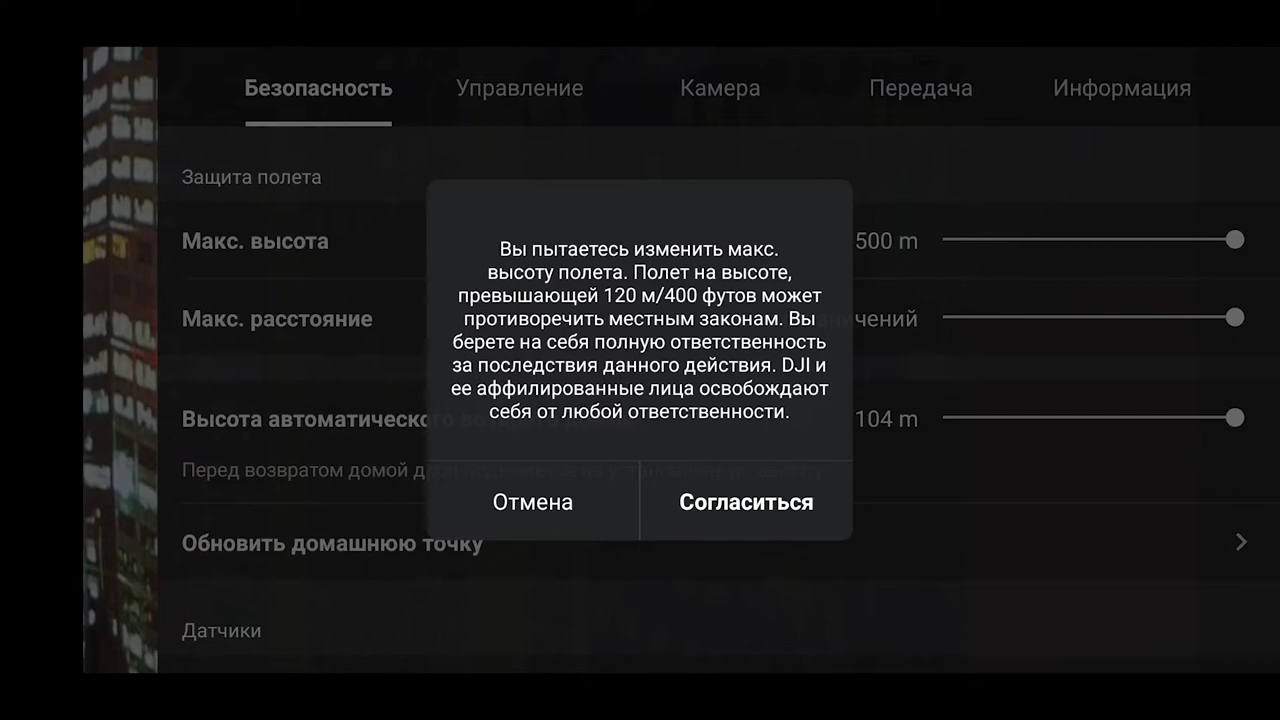 Безопасность Управление Камера Передача Информация
Защита полета
Макс. высота 500 m
Макс. расстояние
Высота автоматического 104 m
Перед возвратом домой
Обновить домашнюю точку
Датчики
Вы пытаетесь изменить макс.
высоту полета. Полет на высоте,
превышающей 120 м/400 футов может
противоречить местным законам. Вы
берете на себя полную ответственность
за последствия данного действия. DJI и
ее аффилированные лица освобождают
себя от любой ответственности.
Отмена Согласиться